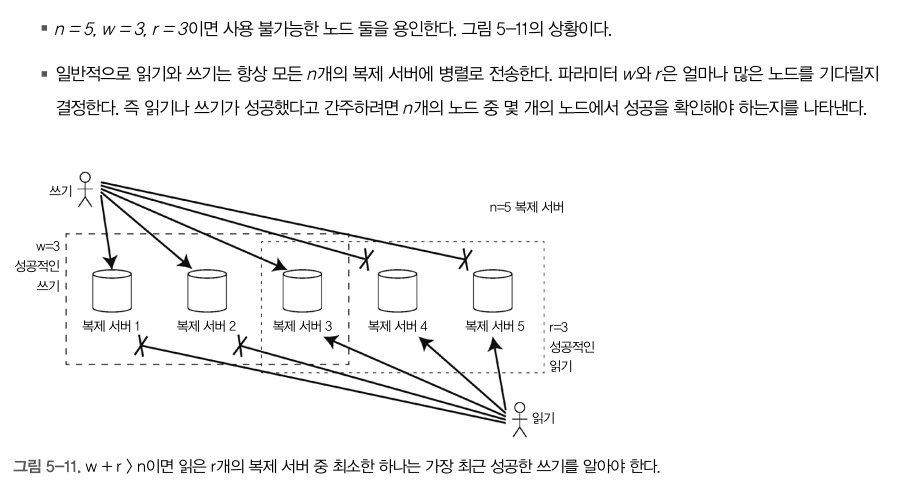 ▪ n = 5, w = 3, r = 3이면 사용 불가능한 노드 둘을 용인한다. 그림 5–11의 상황이다.
▪ 일반적으로 읽기와 쓰기는 항상 모든 n개의 복제 서버에 병렬로 전송한다. 파라미터 w와 r은 얼마나 많은 노드를 기다릴지
결정한다. 즉 읽기나 쓰기가 성공했다고 간주하려면 n개의 노드 중 몇 개의 노드에서 성공을 확인해야 하는지를 나타낸다.
쓰기
n=5 복제 서버
w=3
성공적인
쓰기
복제 서버 1
복제 서버 2
복제 서버 3
복제 서버 4
복제 서버 5
r=3
성공적인
읽기
읽기
그림 5–11. w + r 〉 n이면 읽은 r개의 복제 서버 중 최소한 하나는 가장 최근 성공한 쓰기를 알아야 한다.